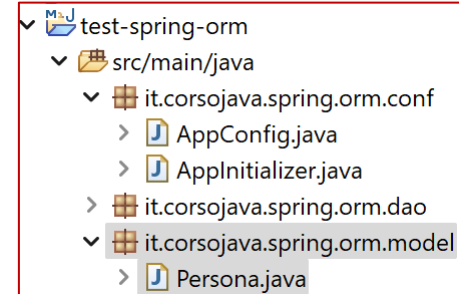 test-spring-orm
src/main/java
it.corsojava.spring.orm.conf
AppConfig.java
AppInitializer.java
it.corsojava.spring.orm.dao
it.corsojava.spring.orm.model
Persona.java